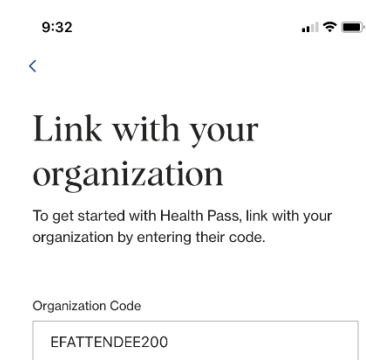 9:32
Link with your
organization
To get started with Health Pass, link with your
organization by entering their code.
Organization Code
EFATTENDEE200